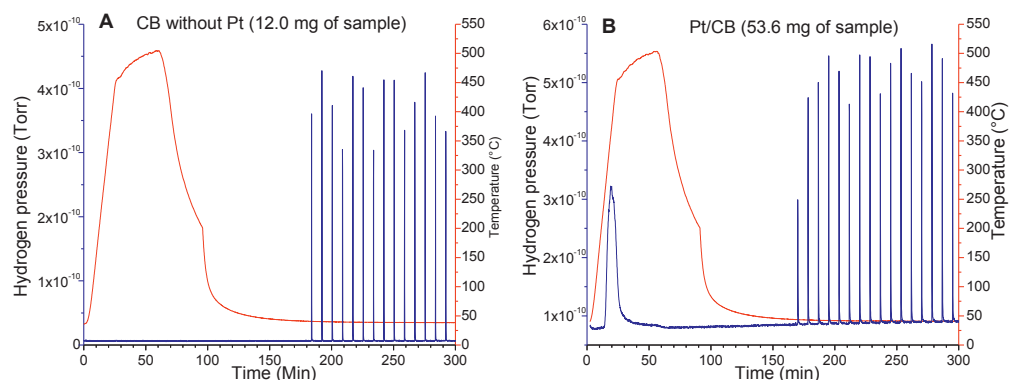 A
CB without Pt (12.0 mg of sample)
5x10⁻¹⁰
4x10⁻¹⁰
3x10⁻¹⁰
2x10⁻¹⁰
1x10⁻¹⁰
0
Hydrogen pressure (Torr)
0 50 100 150 200 250 300
Time (Min)
550
500
450
400
350
300
250
200
150
100
50
0
Temperature (°C)
B
Pt/CB (53.6 mg of sample)
6x10⁻¹⁰
5x10⁻¹⁰
4x10⁻¹⁰
3x10⁻¹⁰
2x10⁻¹⁰
1x10⁻¹⁰
Hydrogen pressure (Torr)
0 50 100 150 200 250 300
Time (min)
550
500
450
400
350
300
250
200
150
100
50
0
Temperature (°C)